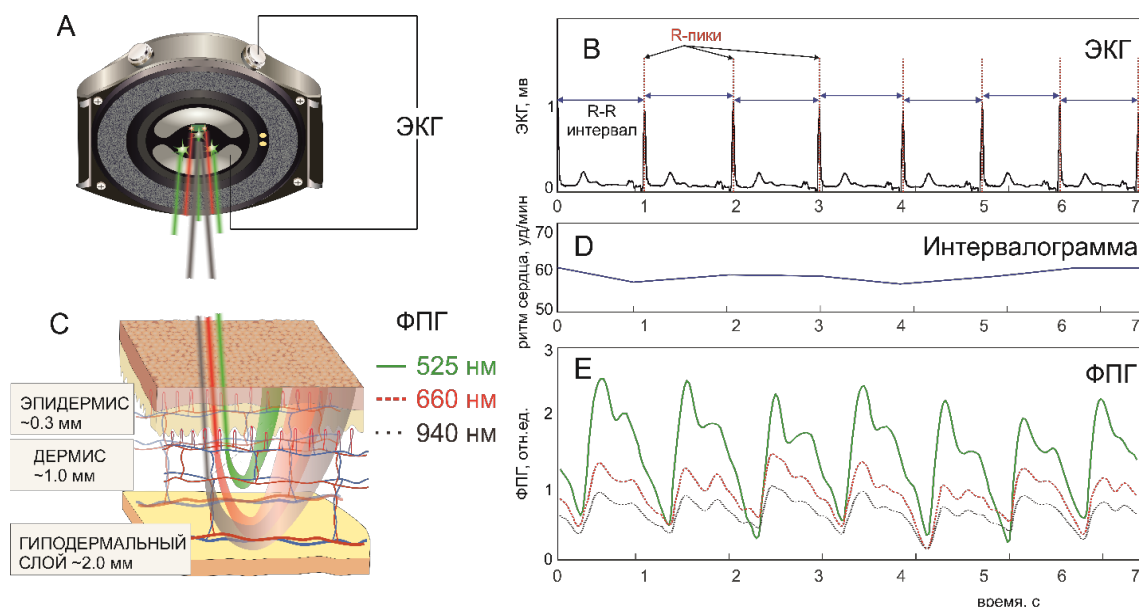 A
ЭКГ
B
R-пики
ЭКГ
ЭКГ, мв
1
0
R-R
интервал
0 1 2 3 4 5 6 7
ритм сердца, уд/мин
70
60
50
D
Интервалограмма
0 1 2 3 4 5 6 7
C
ФПГ
525 нм
660 нм
940 нм
ЭПИДЕРМИС
~0.3 мм
ДЕРМИС
~1.0 мм
ГИПОДЕРМАЛЬНЫЙ
СЛОЙ ~2.0 мм
E
ФПГ
ФПГ, отн.ед.
3
2
1
0
0 1 2 3 4 5 6 7
время, с